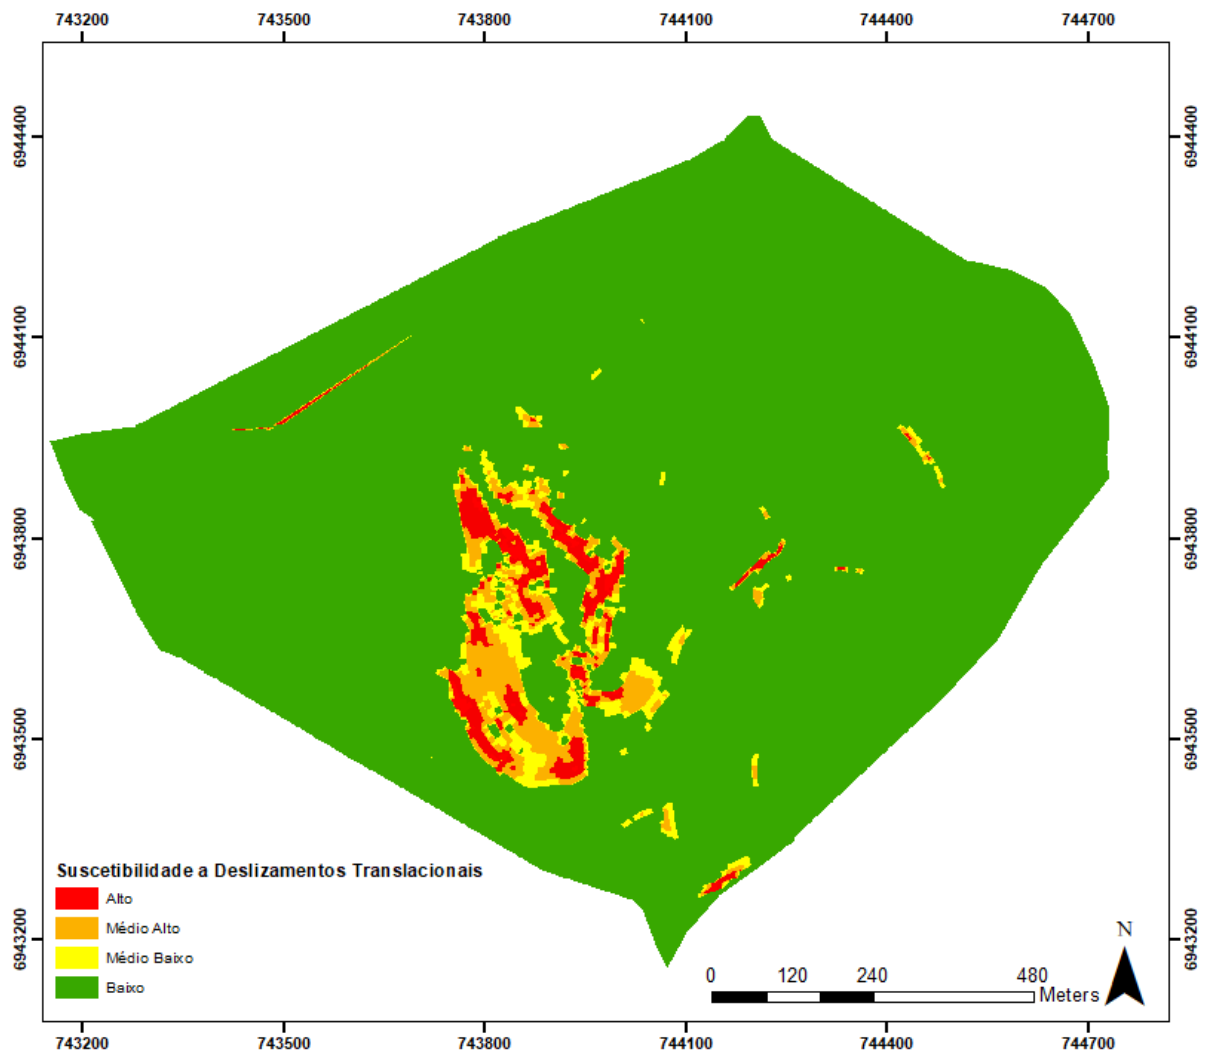 743200 743500 743800 744100 744400 744700
6944400 6944400
6944100 6944100
6943800 6943800
6943500 6943500
6943200 6943200
Suscetibilidade a Deslizamentos Translacionais
Alto
Médio Alto
Médio Baixo
Baixo
N
0 120 240 480
Meters
743200 743500 743800 744100 744400 744700